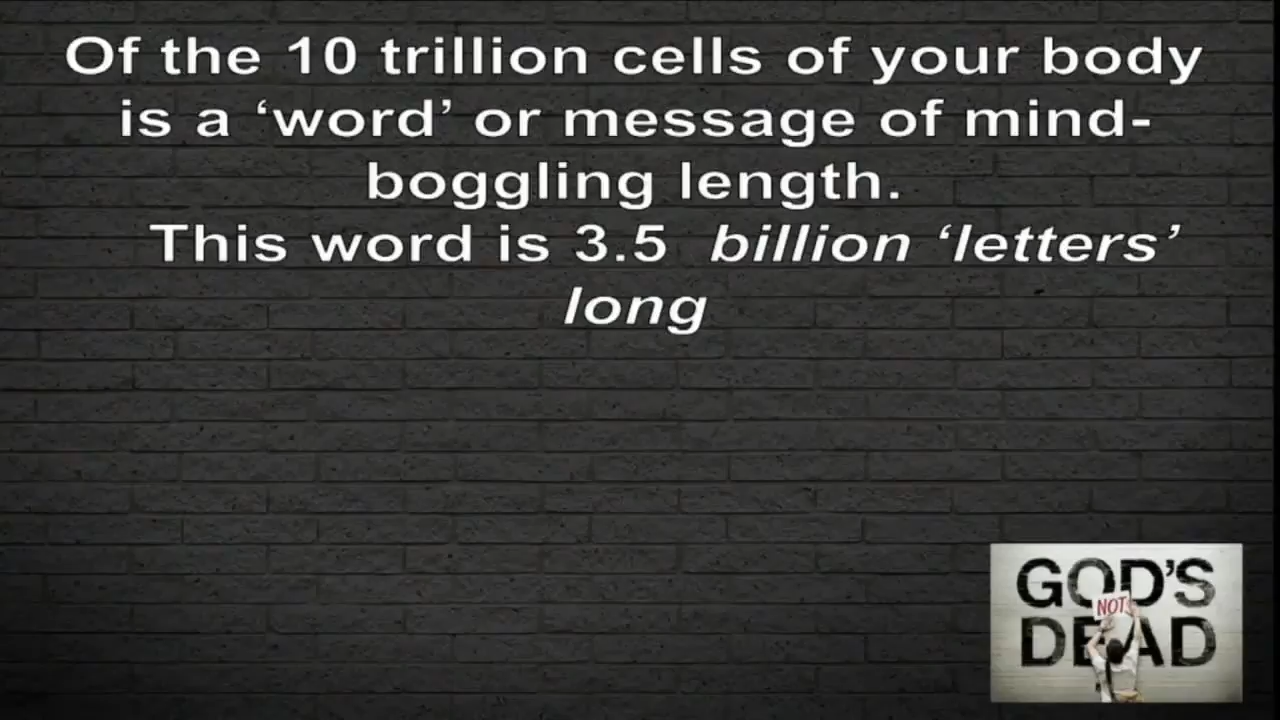 Of the 10 trillion cells of your body
is a ‘word’ or message of mind-
boggling length.
This word is 3.5 billion ‘letters’
long
GOD’S
NOT
DEAD